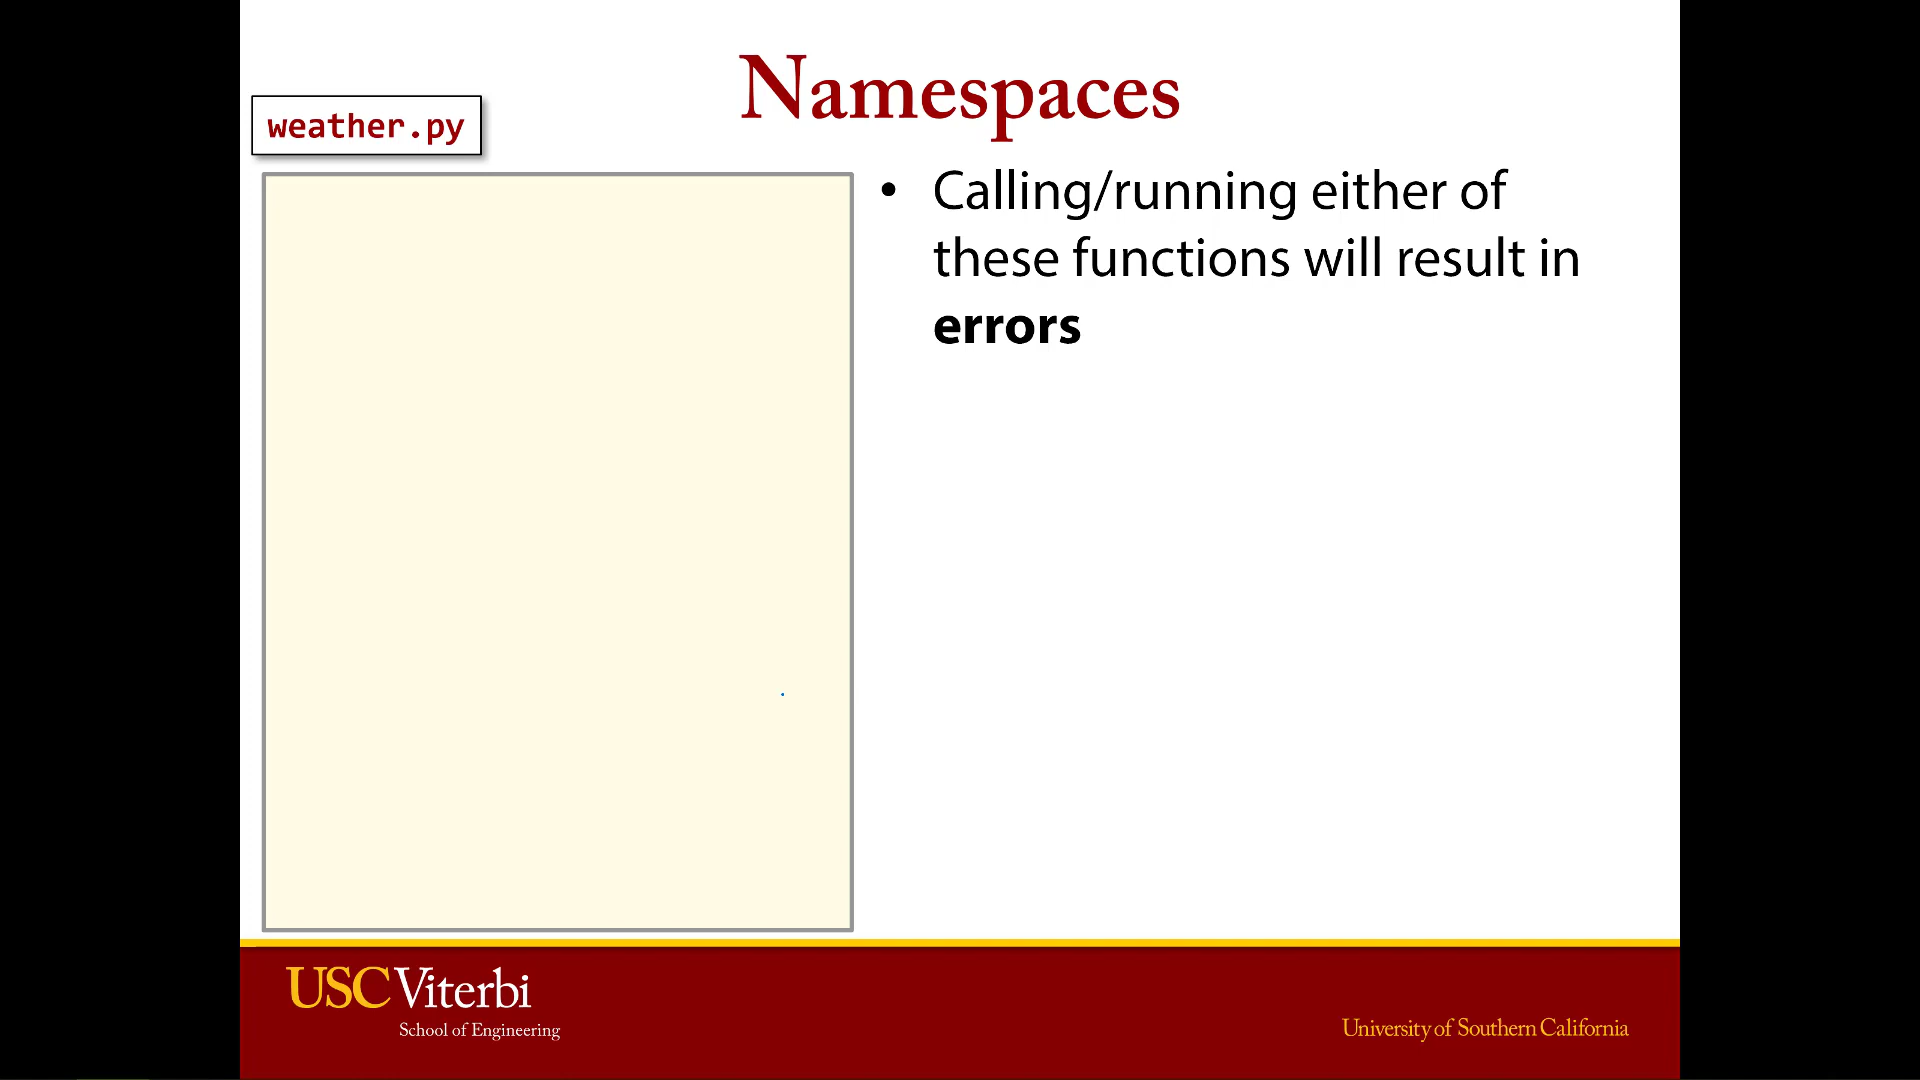 Namespaces
weather.py
• Calling/running either of
these functions will result in
errors
USC Viterbi
School of Engineering
University of Southern California